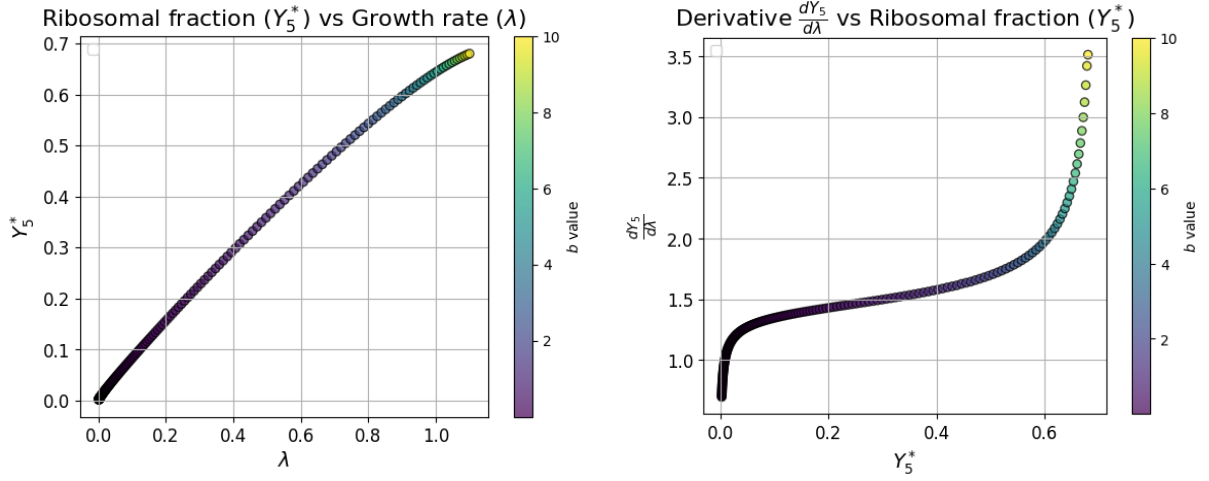 Ribosomal fraction (Y₅*) vs Growth rate (λ)
0.7
0.6
0.5
0.4
0.3
0.2
0.1
0.0
Y₅*
0.0 0.2 0.4 0.6 0.8 1.0
λ
10
8
6
4
2
b value
Derivative dY₅/dλ vs Ribosomal fraction (Y₅*)
3.5
3.0
2.5
2.0
1.5
1.0
dY₅/dλ
0.0 0.2 0.4 0.6
Y₅*
10
8
6
4
2
b value